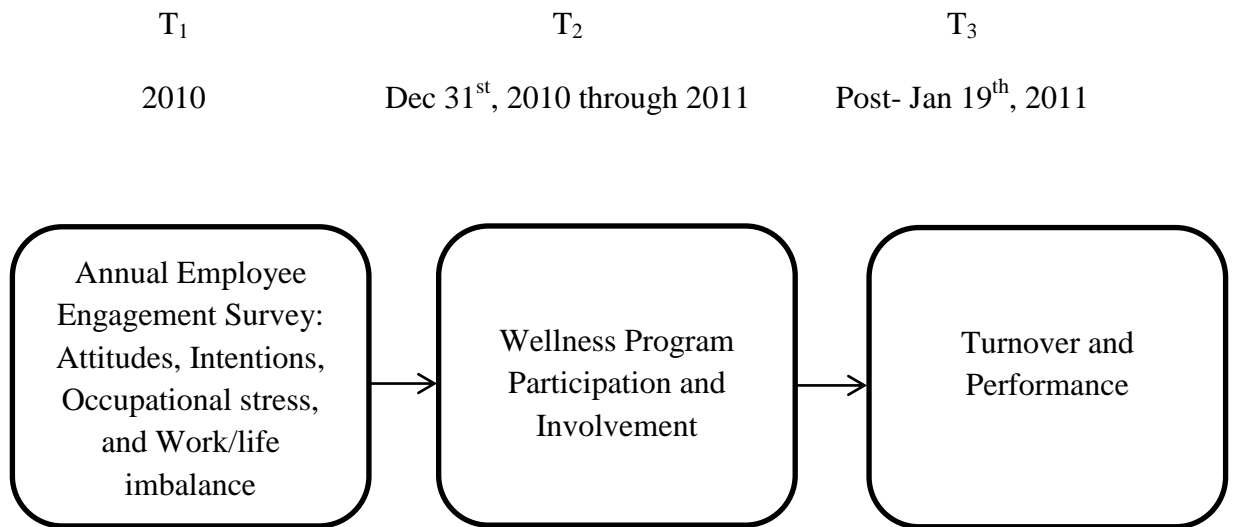 T₁ T₂ T₃
2010 Dec 31ˢᵗ, 2010 through 2011 Post- Jan 19ᵗʰ, 2011
Annual Employee
Engagement Survey:
Attitudes, Intentions,
Occupational stress,
and Work/life
imbalance
Wellness Program
Participation and
Involvement
Turnover and
Performance